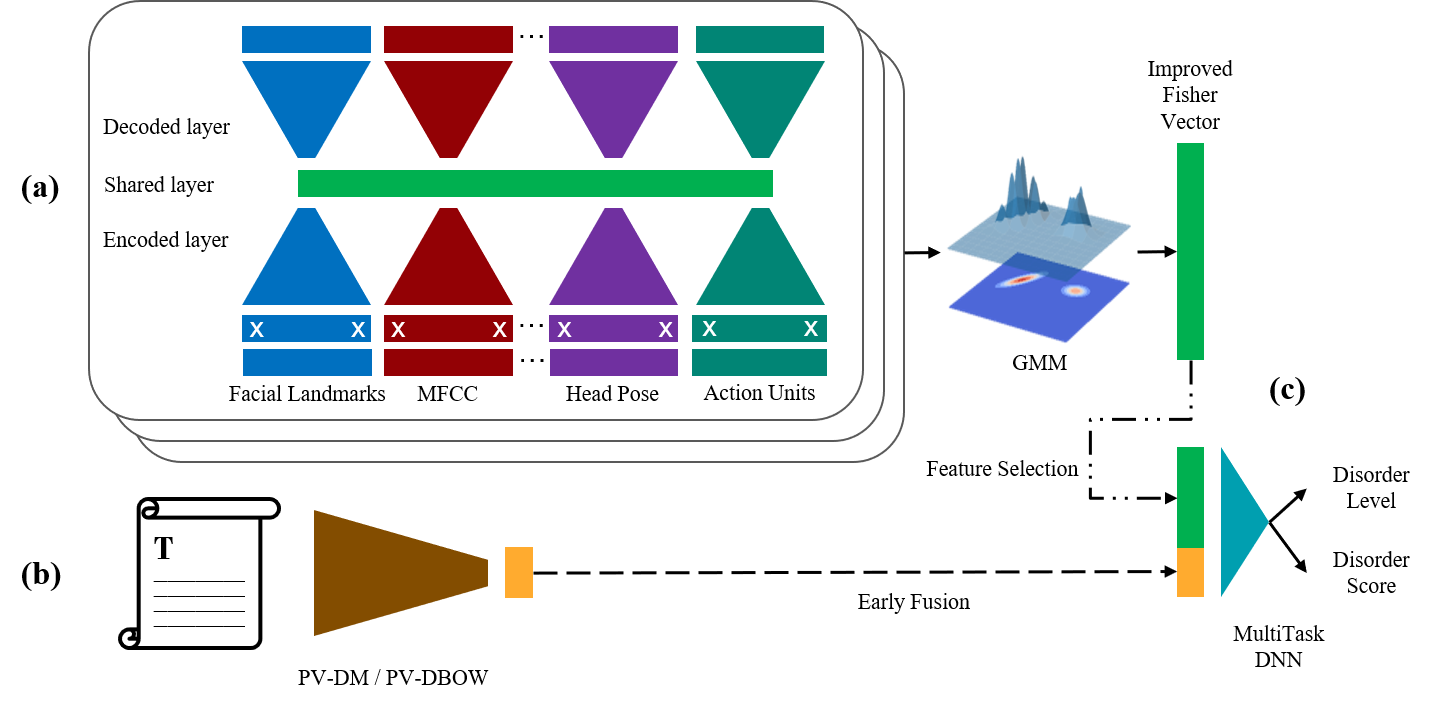 (a)
Decoded layer
Shared layer
Encoded layer
...
X X X X ... X X X X
...
Facial Landmarks MFCC Head Pose Action Units
GMM
Improved
Fisher
Vector
(c)
Feature Selection
(b)
T
PV-DM / PV-DBOW
Early Fusion
Disorder
Level
Disorder
Score
MultiTask
DNN